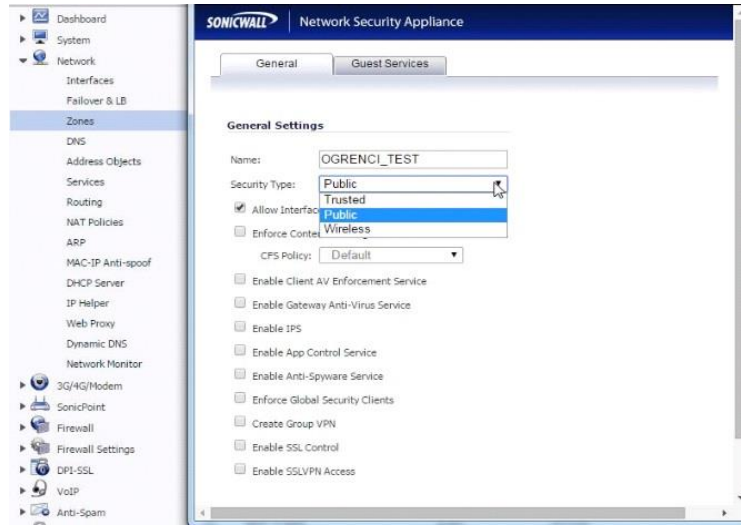 Dashboard
System
Network
Interfaces
Failover & LB
Zones
DNS
Address Objects
Services
Routing
NAT Policies
ARP
MAC-IP Anti-spoof
DHCP Server
IP Helper
Web Proxy
Dynamic DNS
Network Monitor
3G/4G/Modem
SonicPoint
Firewall
Firewall Settings
DPI-SSL
VoIP
Anti-Spam
SONICWALL Network Security Appliance
General Guest Services
General Settings
Name: OGRENCI_TEST
Security Type: Public
Trusted
Public
Wireless
Allow Interfac
Enforce Conte
CFS Policy: Default
Enable Client AV Enforcement Service
Enable Gateway Anti-Virus Service
Enable IPS
Enable App Control Service
Enable Anti-Spyware Service
Enforce Global Security Clients
Create Group VPN
Enable SSL Control
Enable SSLVPN Access